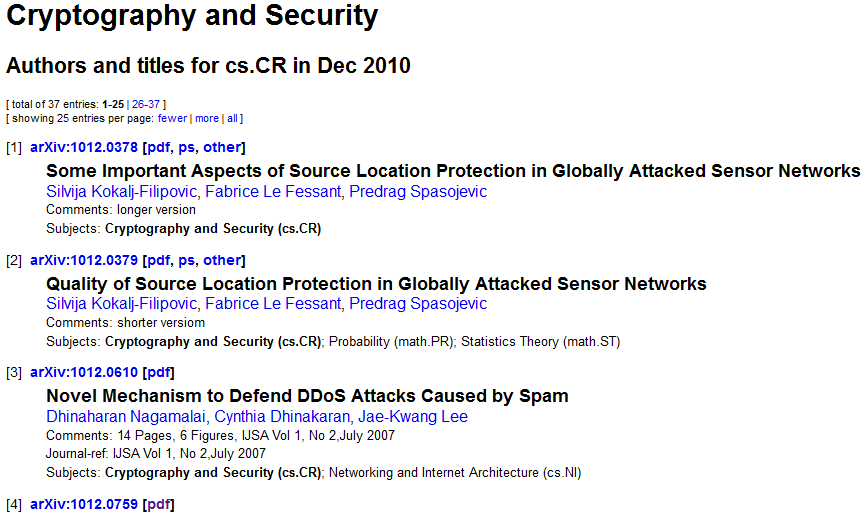 Cryptography and Security
Authors and titles for cs.CR in Dec 2010
[ total of 37 entries: 1-25 | 26-37 ]
[ showing 25 entries per page: fewer | more | all ]
[1] arXiv:1012.0378 [pdf, ps, other]
Some Important Aspects of Source Location Protection in Globally Attacked Sensor Networks
Silvija Kokalj-Filipovic, Fabrice Le Fessant, Predrag Spasojevic
Comments: longer version
Subjects: Cryptography and Security (cs.CR)
[2] arXiv:1012.0379 [pdf, ps, other]
Quality of Source Location Protection in Globally Attacked Sensor Networks
Silvija Kokalj-Filipovic, Fabrice Le Fessant, Predrag Spasojevic
Comments: shorter versiom
Subjects: Cryptography and Security (cs.CR); Probability (math.PR); Statistics Theory (math.ST)
[3] arXiv:1012.0610 [pdf]
Novel Mechanism to Defend DDoS Attacks Caused by Spam
Dhinaharan Nagamalai, Cynthia Dhinakaran, Jae-Kwang Lee
Comments: 14 Pages, 6 Figures, IJSA Vol 1, No 2,July 2007
Journal-ref: IJSA Vol 1, No 2,July 2007
Subjects: Cryptography and Security (cs.CR); Networking and Internet Architecture (cs.NI)
[4] arXiv:1012.0759 [pdf]